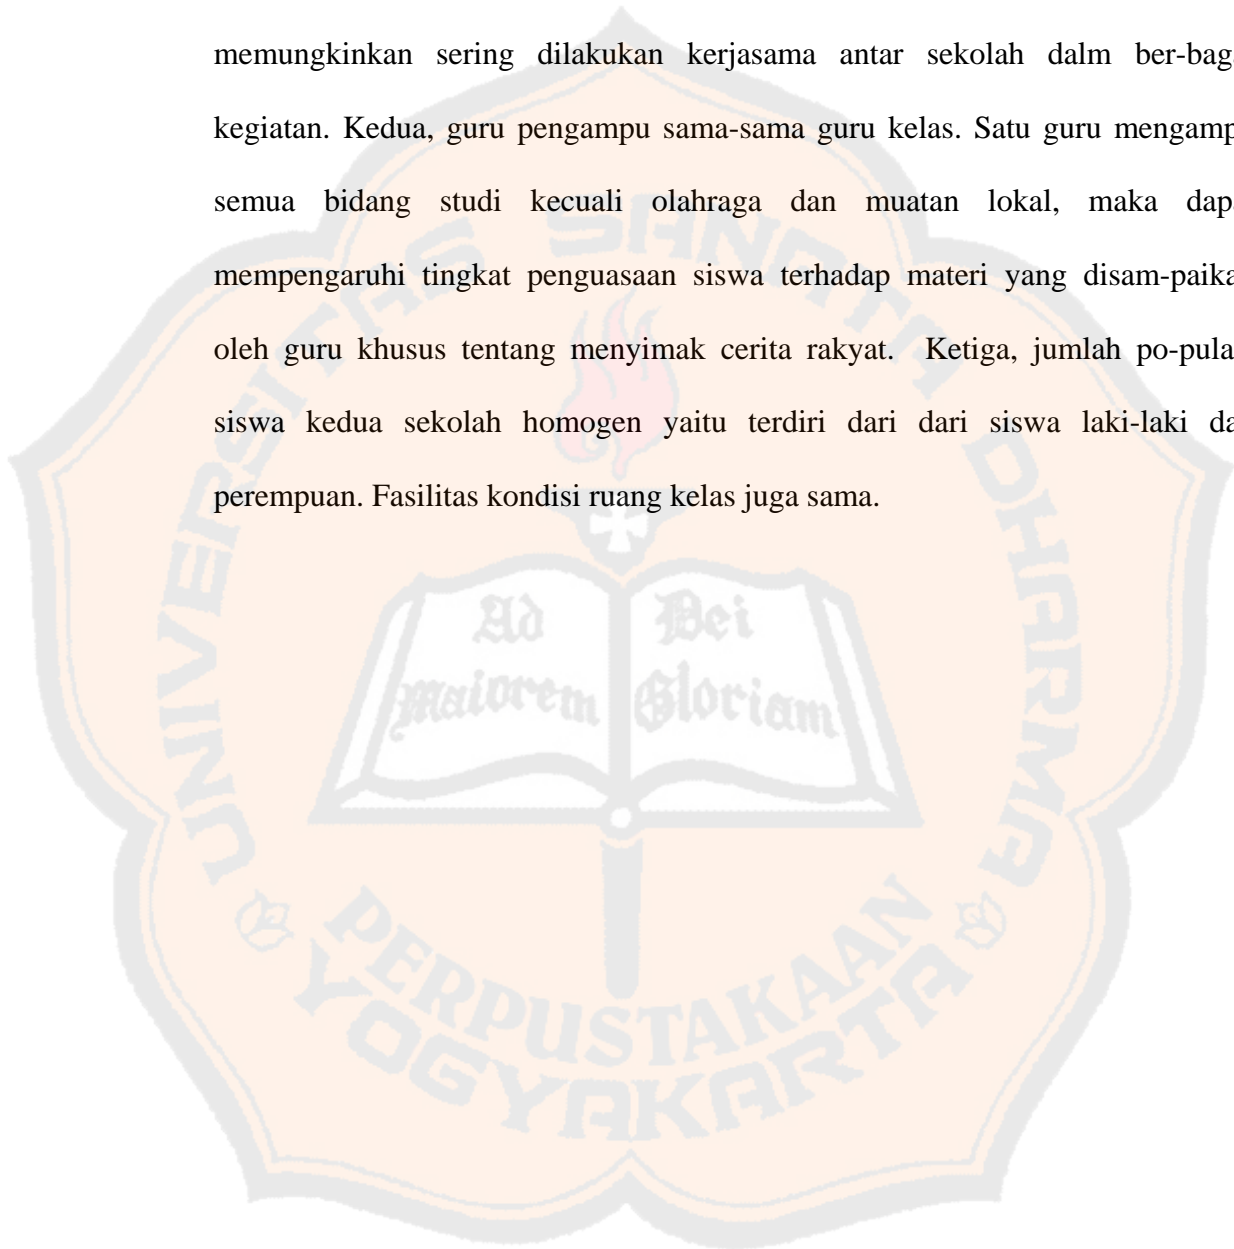 memungkinkan sering dilakukan kerjasama antar sekolah dalm ber-baga
kegiatan. Kedua, guru pengampu sama-sama guru kelas. Satu guru mengamp
semua bidang studi kecuali olahraga dan muatan lokal, maka dapa
mempengaruhi tingkat penguasaan siswa terhadap materi yang disam-paika
oleh guru khusus tentang menyimak cerita rakyat. Ketiga, jumlah po-pula
siswa kedua sekolah homogen yaitu terdiri dari dari siswa laki-laki da
perempuan. Fasilitas kondisi ruang kelas juga sama.
UNIVERSITAS SANATA DHARMA
Ad Dei
Maiorem Gloriam
PERPUSTAKAAN
YOGYAKARTA